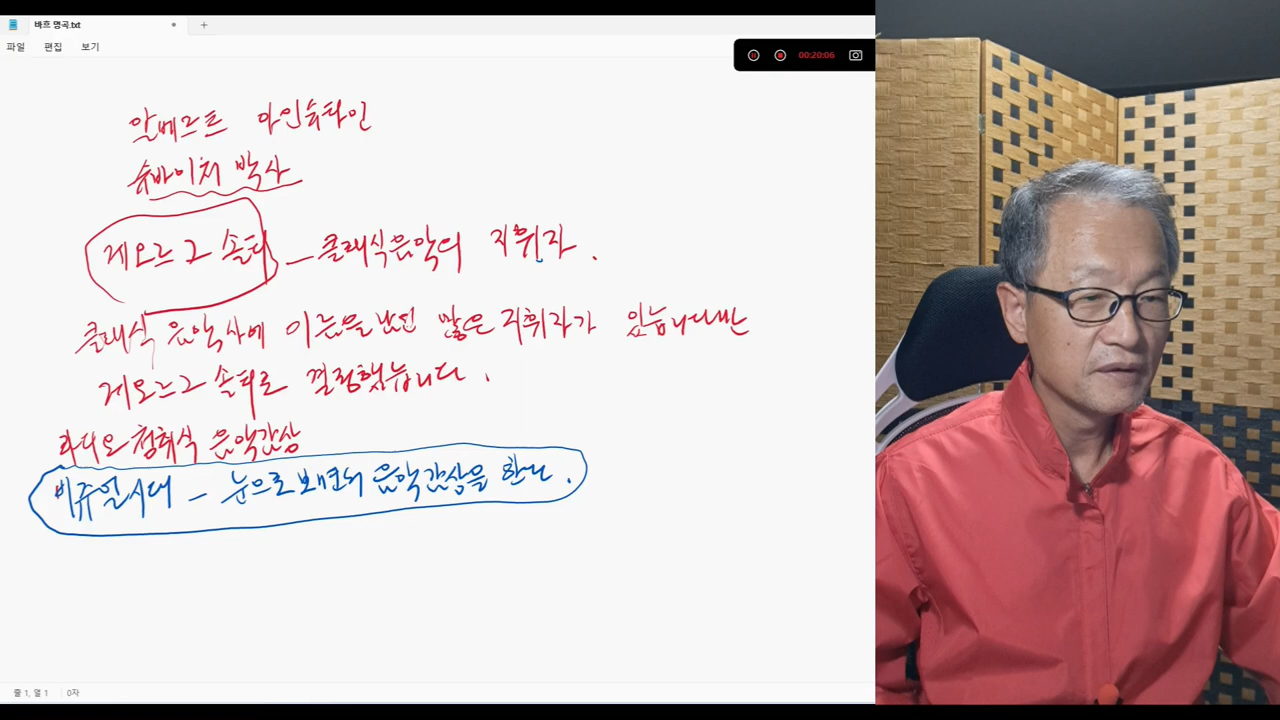 바흐 명곡.txt
파일 편집 보기
00:20:06
알베르트 아인슈타인
슈바이처 박사
게오르그 솔티 - 클래식음악의 지휘자.
클래식 음악사에 이름을 남긴 많은 지휘자가 있습니다만
게오르그 솔티로 결정했습니다.
라디오 청취식 음악감상
비쥬얼시대 - 눈으로 보면서 음악감상을 한다.
줄 1, 열 1 0자